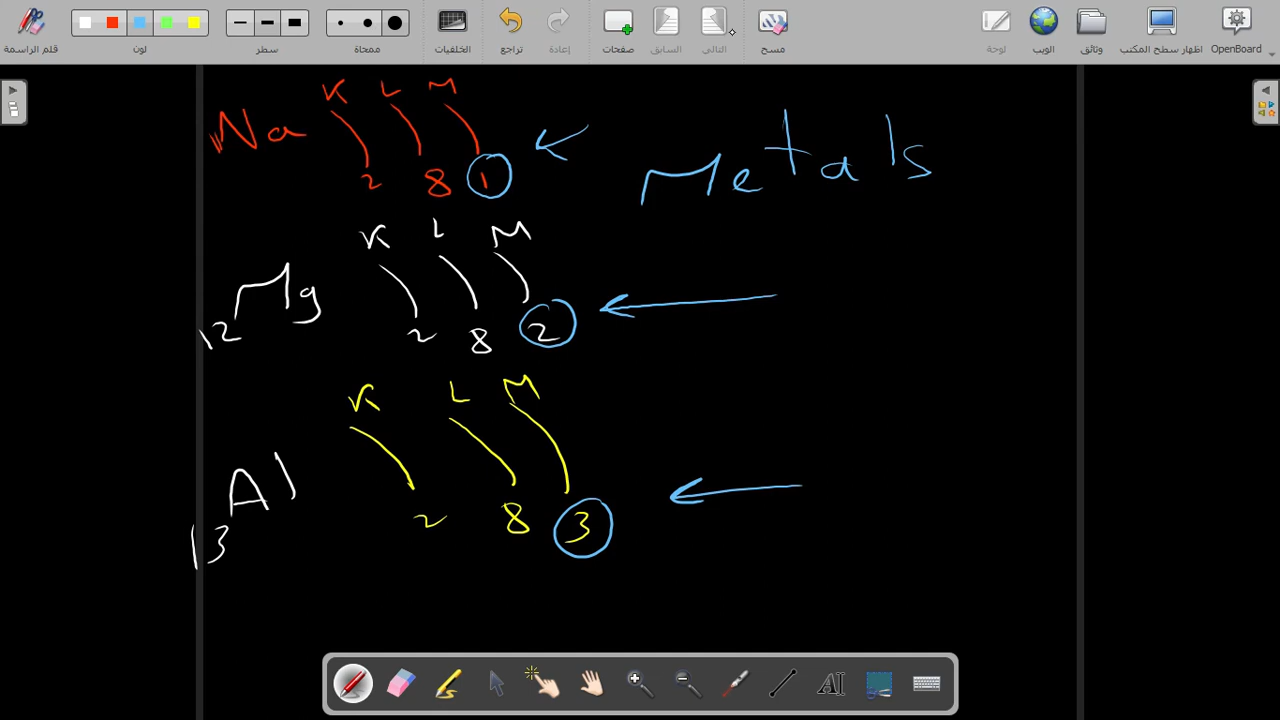 قلم الراسمة لون سطر ممحاة الخلفيات تراجع إعادة صفحات السابق التالي مسح لوحة الويب وثائق اظهار سطح المكتب OpenBoard
K L M
Na
2 8 1
Metals
K L M
12 Mg
2 8 2
K L M
13 Al
2 8 3